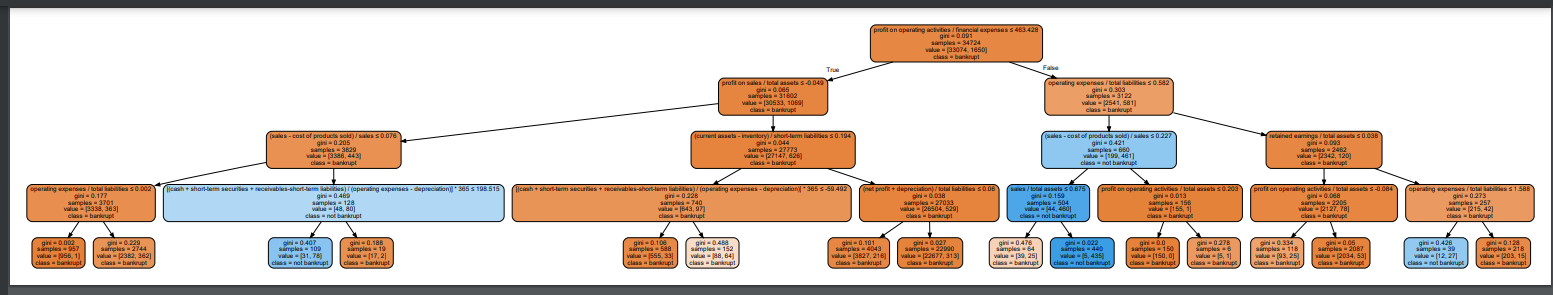 profit on operating activities / financial expenses ≤ 463.428
gini = 0.091
samples = 34724
value = [33074, 1650]
class = bankrupt
True
False
profit on sales / total assets ≤ -0.049
gini = 0.065
samples = 31602
value = [30533, 1069]
class = bankrupt
operating expenses / total liabilities ≤ 0.582
gini = 0.303
samples = 3122
value = [2541, 581]
class = bankrupt
(sales - cost of products sold) / sales ≤ 0.076
gini = 0.205
samples = 3829
value = [3386, 443]
class = bankrupt
(current assets - inventory) / short-term liabilities ≤ 0.194
gini = 0.044
samples = 27773
value = [27147, 626]
class = bankrupt
(sales - cost of products sold) / sales ≤ 0.227
gini = 0.421
samples = 660
value = [199, 461]
class = not bankrupt
retained earnings / total assets ≤ 0.038
gini = 0.093
samples = 2462
value = [2342, 120]
class = bankrupt
operating expenses / total liabilities ≤ 0.002
gini = 0.177
samples = 3701
value = [3338, 363]
class = bankrupt
[(cash + short-term securities + receivables-short-term liabilities) / (operating expenses - depreciation)] * 365 ≤ 198.515
gini = 0.469
samples = 128
value = [48, 80]
class = not bankrupt
[(cash + short-term securities + receivables-short-term liabilities) / (operating expenses - depreciation)] * 365 ≤ -59.492
gini = 0.228
samples = 740
value = [643, 97]
class = bankrupt
(net profit + depreciation) / total liabilities ≤ 0.08
gini = 0.038
samples = 27033
value = [26504, 529]
class = bankrupt
sales / total assets ≤ 0.875
gini = 0.159
samples = 504
value = [44, 460]
class = not bankrupt
profit on operating activities / total assets ≤ 0.203
gini = 0.013
samples = 156
value = [155, 1]
class = bankrupt
profit on operating activities / total assets ≤ -0.084
gini = 0.068
samples = 2205
value = [2127, 78]
class = bankrupt
operating expenses / total liabilities ≤ 1.588
gini = 0.273
samples = 257
value = [215, 42]
class = bankrupt
gini = 0.002
samples = 957
value = [956, 1]
class = bankrupt
gini = 0.229
samples = 2744
value = [2382, 362]
class = bankrupt
gini = 0.407
samples = 109
value = [31, 78]
class = not bankrupt
gini = 0.188
samples = 19
value = [17, 2]
class = bankrupt
gini = 0.106
samples = 588
value = [555, 33]
class = bankrupt
gini = 0.488
samples = 152
value = [88, 64]
class = bankrupt
gini = 0.101
samples = 4043
value = [3827, 216]
class = bankrupt
gini = 0.027
samples = 22990
value = [22677, 313]
class = bankrupt
gini = 0.476
samples = 64
value = [39, 25]
class = bankrupt
gini = 0.022
samples = 440
value = [5, 435]
class = not bankrupt
gini = 0.0
samples = 150
value = [150, 0]
class = bankrupt
gini = 0.278
samples = 6
value = [5, 1]
class = bankrupt
gini = 0.334
samples = 118
value = [93, 25]
class = bankrupt
gini = 0.05
samples = 2087
value = [2034, 53]
class = bankrupt
gini = 0.426
samples = 39
value = [12, 27]
class = not bankrupt
gini = 0.128
samples = 218
value = [203, 15]
class = bankrupt